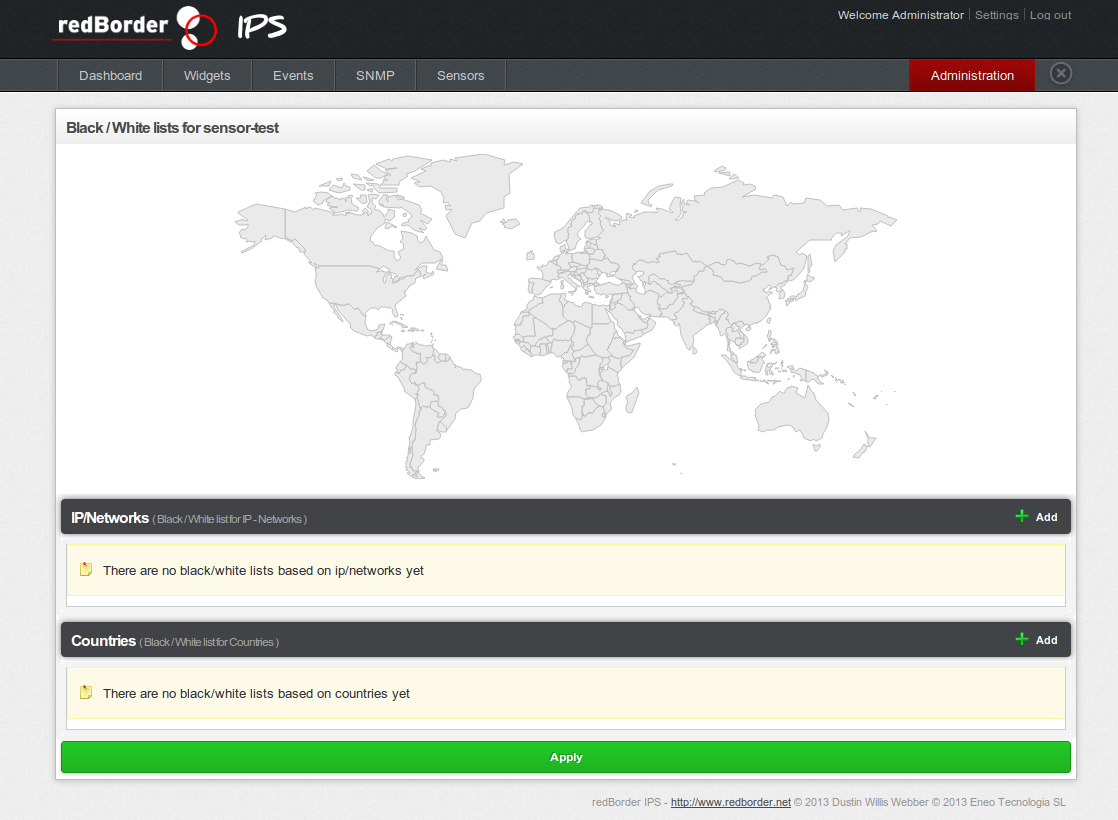 redBorder IPS
Welcome Administrator Settings Log out
Dashboard Widgets Events SNMP Sensors Administration
Black / White lists for sensor-test
IP/Networks ( Black / White list for IP - Networks ) Add
There are no black/white lists based on ip/networks yet
Countries ( Black / White list for Countries ) Add
There are no black/white lists based on countries yet
Apply
redBorder IPS - http://www.redborder.net © 2013 Dustin Willis Webber © 2013 Eneo Tecnologia SL